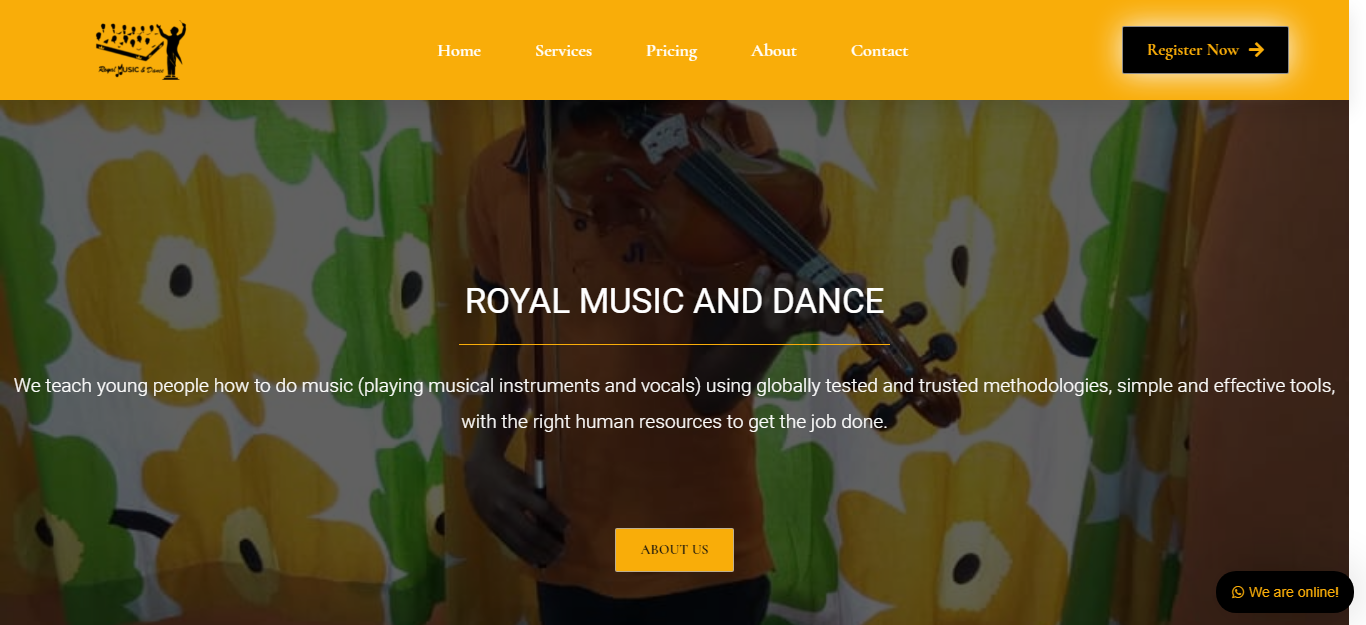 Royal MUSIC & Dance
Home
Services
Pricing
About
Contact
Register Now
JT
ROYAL MUSIC AND DANCE
We teach young people how to do music (playing musical instruments and vocals) using globally tested and trusted methodologies, simple and effective tools,
with the right human resources to get the job done.
ABOUT US
We are online!